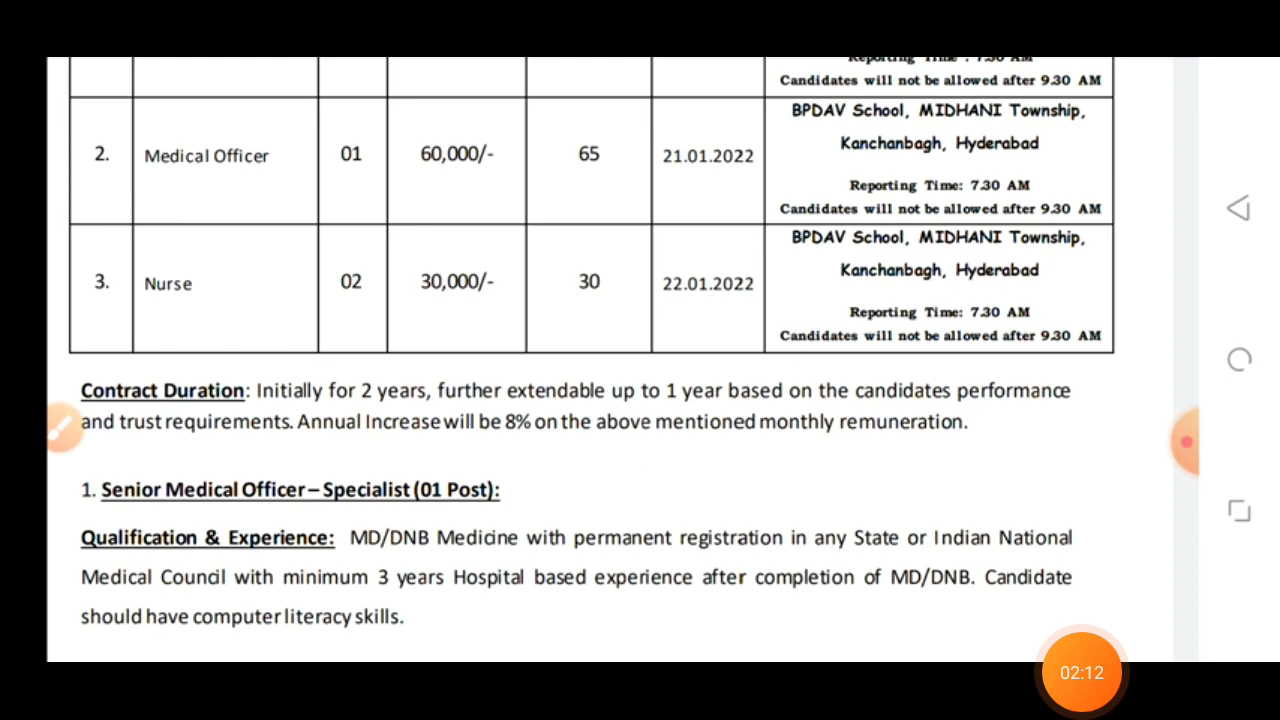 Reporting Time : 7.30 AM
Candidates will not be allowed after 9.30 AM
2. Medical Officer 01 60,000/- 65 21.01.2022
BPDAV School, MIDHANI Township,
Kanchanbagh, Hyderabad
Reporting Time: 7.30 AM
Candidates will not be allowed after 9.30 AM
3. Nurse 02 30,000/- 30 22.01.2022
BPDAV School, MIDHANI Township,
Kanchanbagh, Hyderabad
Reporting Time: 7.30 AM
Candidates will not be allowed after 9.30 AM
Contract Duration: Initially for 2 years, further extendable up to 1 year based on the candidates performance
and trust requirements. Annual Increase will be 8% on the above mentioned monthly remuneration.
1. Senior Medical Officer – Specialist (01 Post):
Qualification & Experience: MD/DNB Medicine with permanent registration in any State or Indian National
Medical Council with minimum 3 years Hospital based experience after completion of MD/DNB. Candidate
should have computer literacy skills.
02:12